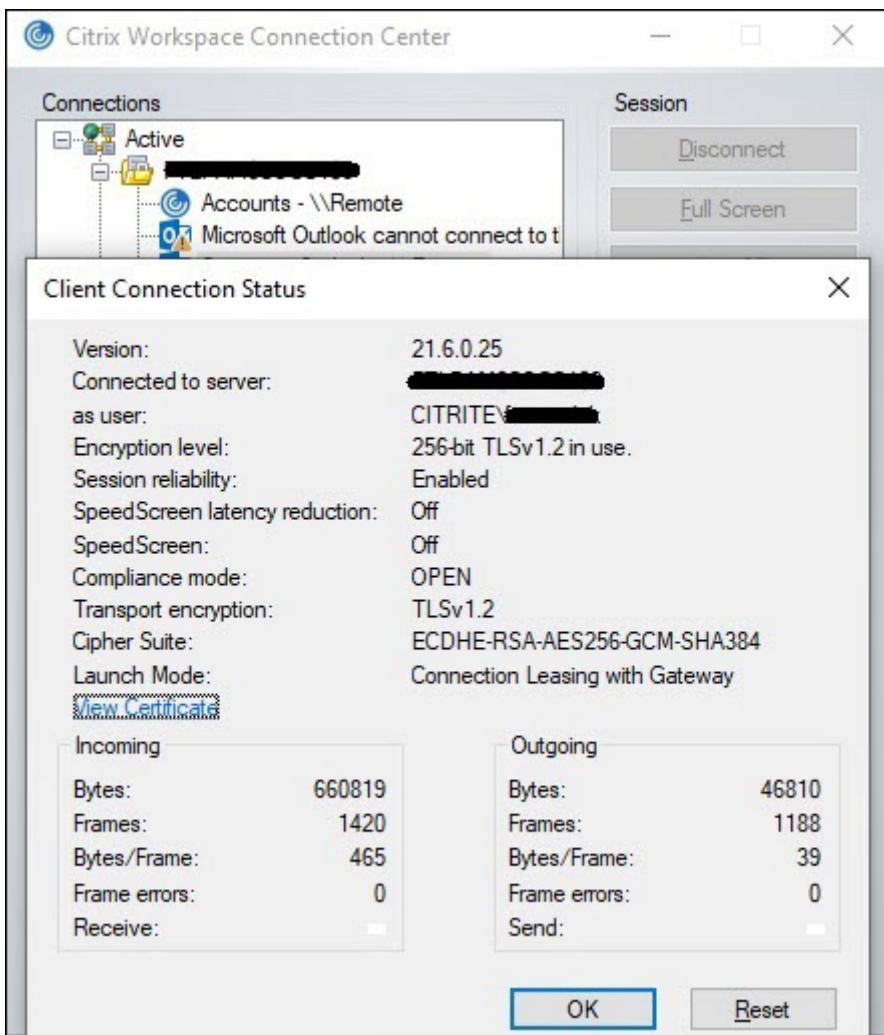 Citrix Workspace Connection Center
Connections
Session
Active
Disconnect
Accounts - \\Remote
Full Screen
Microsoft Outlook cannot connect to t
Client Connection Status
Version: 21.6.0.25
Connected to server:
as user: CITRITE\
Encryption level: 256-bit TLSv1.2 in use.
Session reliability: Enabled
SpeedScreen latency reduction: Off
SpeedScreen: Off
Compliance mode: OPEN
Transport encryption: TLSv1.2
Cipher Suite: ECDHE-RSA-AES256-GCM-SHA384
Launch Mode: Connection Leasing with Gateway
View Certificate
Incoming
Bytes: 660819
Frames: 1420
Bytes/Frame: 465
Frame errors: 0
Receive:
Outgoing
Bytes: 46810
Frames: 1188
Bytes/Frame: 39
Frame errors: 0
Send:
OK
Reset